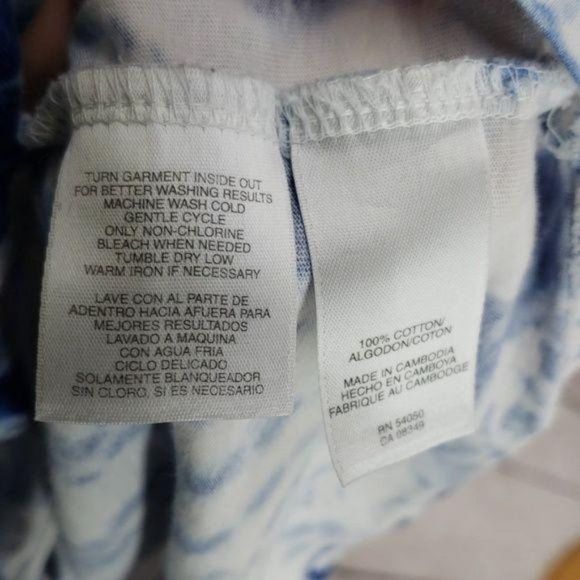 TURN GARMENT INSIDE OUT
FOR BETTER WASHING RESULTS
MACHINE WASH COLD
GENTLE CYCLE
ONLY NON-CHLORINE
BLEACH WHEN NEEDED
TUMBLE DRY LOW
WARM IRON IF NECESSARY
LAVE CON AL PARTE DE
ADENTRO HACIA AFUERA PARA
MEJORES RESULTADOS
LAVADO A MAQUINA
CON AGUA FRIA
CICLO DELICADO
SOLAMENTE BLANQUEADOR
SIN CLORO, SI ES NECESARIO
100% COTTON/
ALGODON/COTON
MADE IN CAMBODIA
HECHO EN CAMBOYA
FABRIQUE AU CAMBODGE
RN 54050
CA 08349